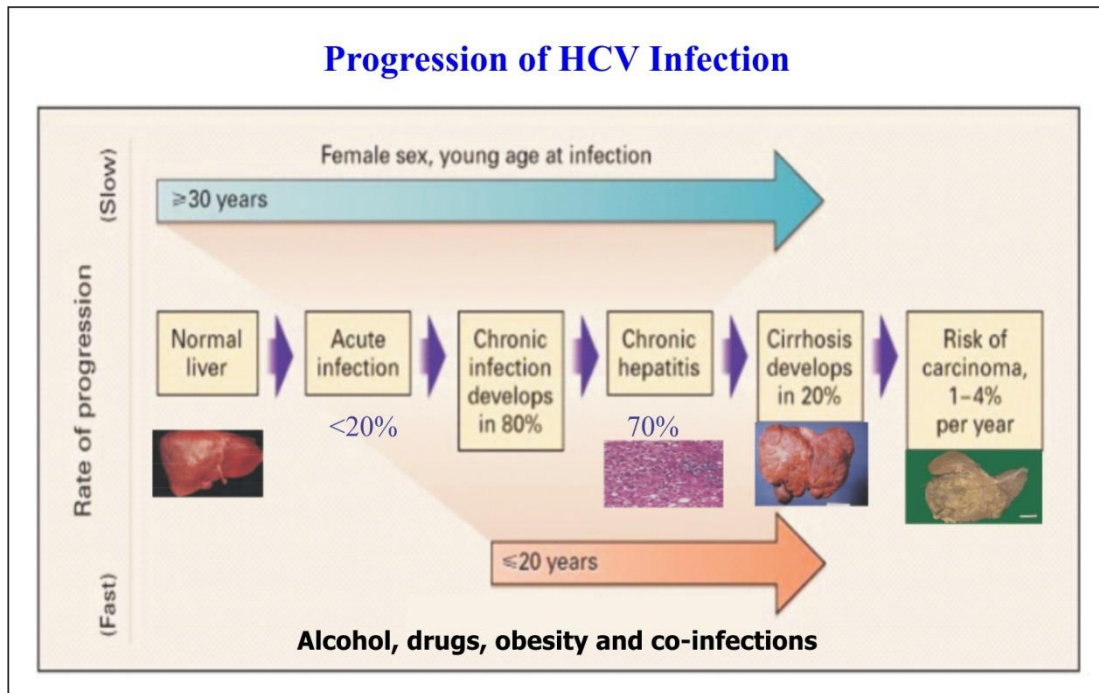 Progression of HCV Infection
Rate of progression
(Slow)
(Fast)
Female sex, young age at infection
⩾30 years
Normal
liver
Acute
infection
<20%
Chronic
infection
develops
in 80%
Chronic
hepatitis
70%
Cirrhosis
develops
in 20%
Risk of
carcinoma,
1–4%
per year
⩽20 years
Alcohol, drugs, obesity and co-infections